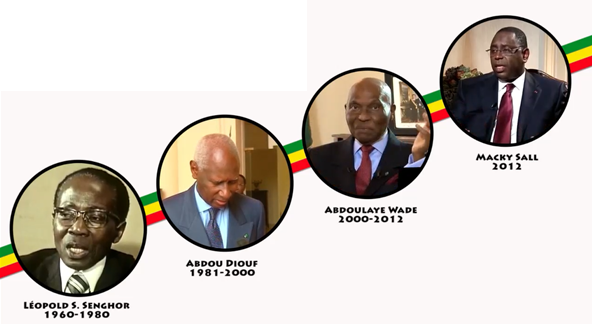 Léopold S. Senghor
1960-1980
Abdou Diouf
1981-2000
Abdoulaye Wade
2000-2012
Macky Sall
2012